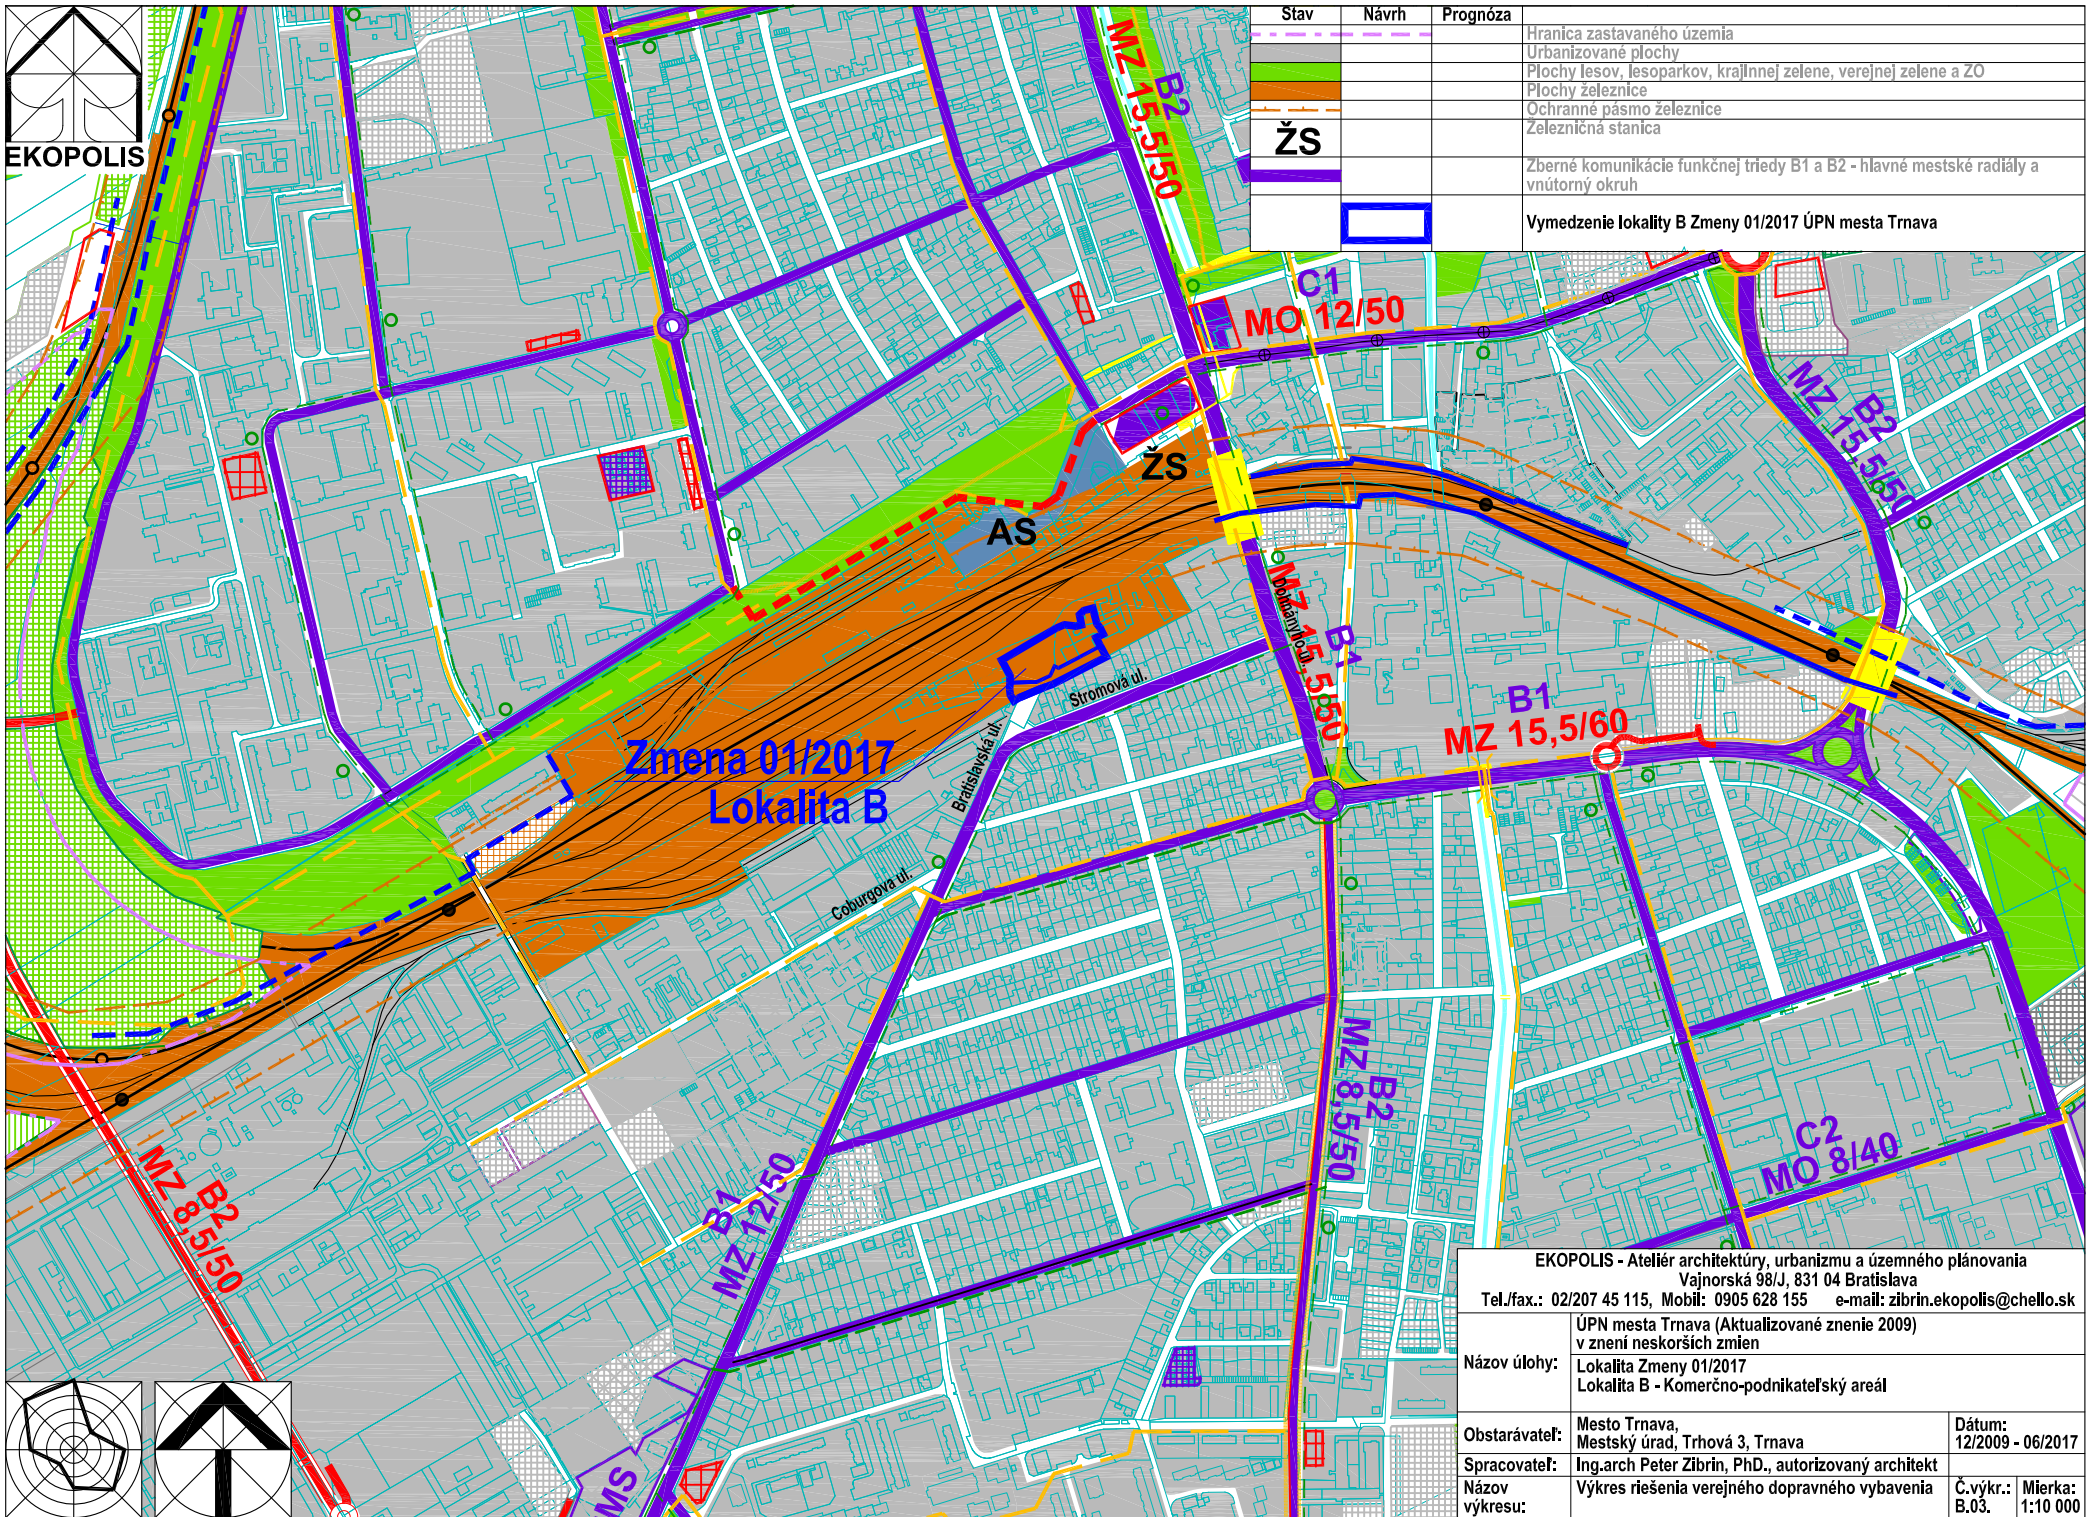 EKOPOLIS
Stav Návrh Prognóza
Hranica zastavaného územia
Urbanizované plochy
Plochy lesov, lesoparkov, krajinnej zelene, verejnej zelene a ZO
Plochy železnice
Ochranné pásmo železnice
ŽS
Železničná stanica
Zberné komunikácie funkčnej triedy B1 a B2 - hlavné mestské radiály a
vnútorný okruh
Vymedzenie lokality B Zmeny 01/2017 ÚPN mesta Trnava
B2
MZ 15,5/50
C1
MO 12/50
B2
MZ 15,5/50
ŽS
AS
B1
MZ 15,5/50
Dohnányho ul.
Stromová ul.
Bratislavská ul.
Coburgova ul.
Zmena 01/2017
Lokalita B
B1
MZ 15,5/60
B2
MZ 8,5/50
C2
MO 8/40
B2
MZ 8,5/50
B1
MZ 12/50
MS
EKOPOLIS - Ateliér architektúry, urbanizmu a územného plánovania
Vajnorská 98/J, 831 04 Bratislava
Tel./fax.: 02/207 45 115, Mobil: 0905 628 155 e-mail: zibrin.ekopolis@chello.sk
Názov úlohy:
ÚPN mesta Trnava (Aktualizované znenie 2009)
v znení neskorších zmien
Lokalita Zmeny 01/2017
Lokalita B - Komerčno-podnikateľský areál
Obstarávateľ:
Mesto Trnava,
Mestský úrad, Trhová 3, Trnava
Dátum:
12/2009 - 06/2017
Spracovateľ: Ing.arch Peter Zibrin, PhD., autorizovaný architekt
Názov
výkresu:
Výkres riešenia verejného dopravného vybavenia
Č.výkr.:
B.03.
Mierka:
1:10 000